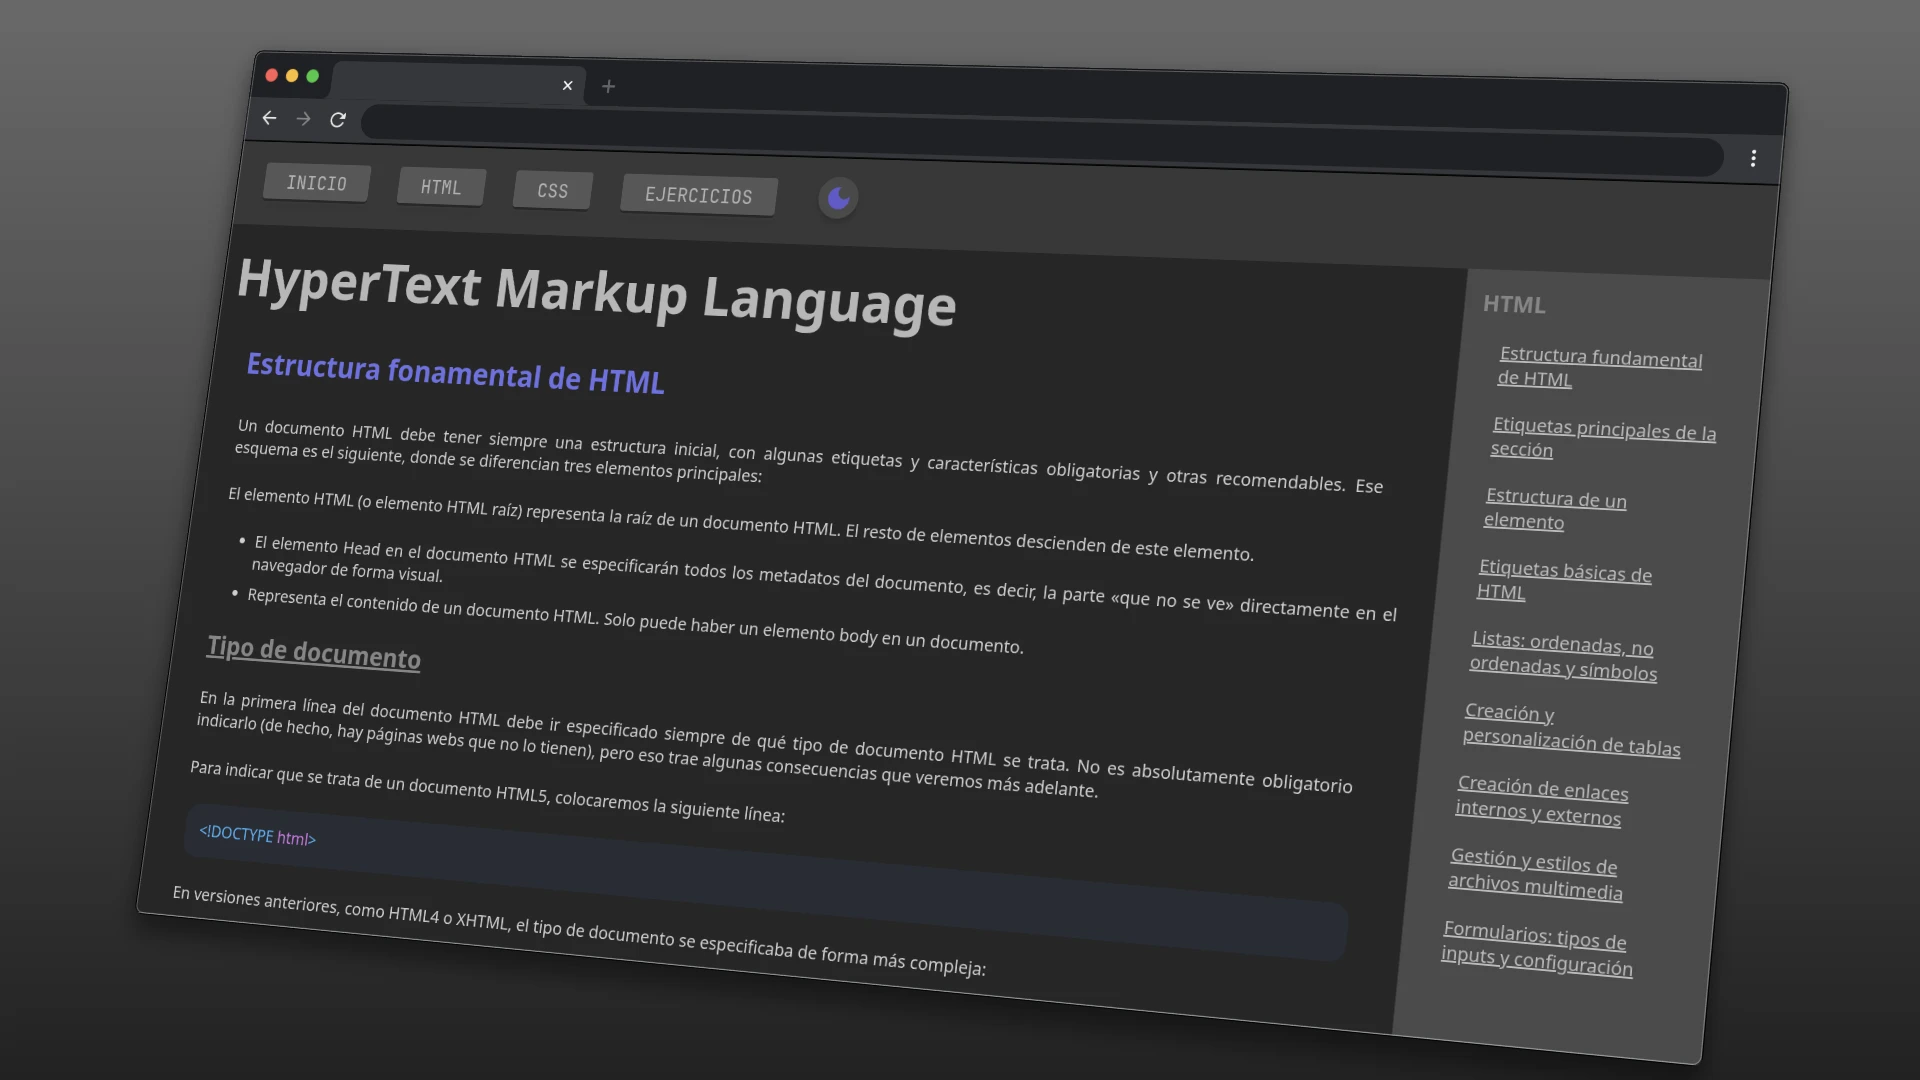 INICIO
HTML
CSS
EJERCICIOS
HyperText Markup Language
Estructura fonamental de HTML
Un documento HTML debe tener siempre una estructura inicial, con algunas etiquetas y características obligatorias y otras recomendables. Ese
esquema es el siguiente, donde se diferencian tres elementos principales:
El elemento HTML (o elemento HTML raíz) representa la raíz de un documento HTML. El resto de elementos descienden de este elemento.
• El elemento Head en el documento HTML se especificarán todos los metadatos del documento, es decir, la parte «que no se ve» directamente en el
navegador de forma visual.
• Representa el contenido de un documento HTML. Solo puede haber un elemento body en un documento.
Tipo de documento
En la primera línea del documento HTML debe ir especificado siempre de qué tipo de documento HTML se trata. No es absolutamente obligatorio
indicarlo (de hecho, hay páginas webs que no lo tienen), pero eso trae algunas consecuencias que veremos más adelante.
Para indicar que se trata de un documento HTML5, colocaremos la siguiente línea:
<!DOCTYPE html>
En versiones anteriores, como HTML4 o XHTML, el tipo de documento se especificaba de forma más compleja:
HTML
Estructura fundamental
de HTML
Etiquetas principales de la
sección
Estructura de un
elemento
Etiquetas básicas de
HTML
Listas: ordenadas, no
ordenadas y símbolos
Creación y
personalización de tablas
Creación de enlaces
internos y externos
Gestión y estilos de
archivos multimedia
Formularios: tipos de
inputs y configuración